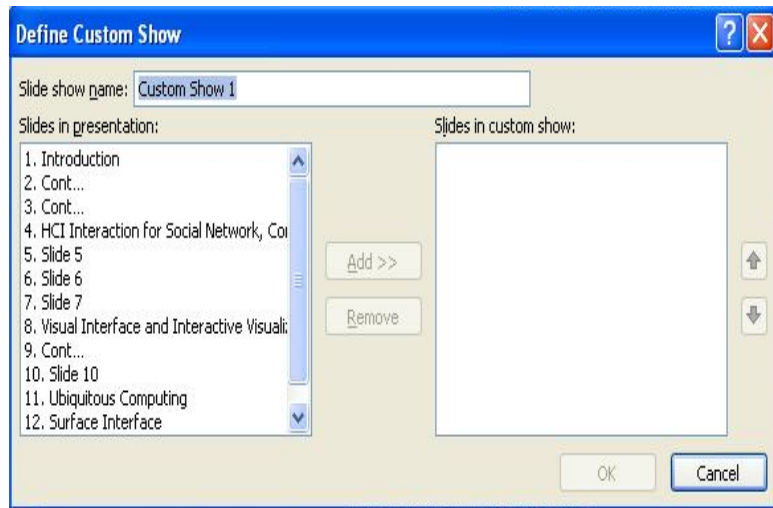 Define Custom Show
Slide show name: Custom Show 1
Slides in presentation:
Slides in custom show:
1. Introduction
2. Cont...
3. Cont...
4. HCI Interaction for Social Network, Co
5. Slide 5
6. Slide 6
7. Slide 7
8. Visual Interface and Interactive Visuali
9. Cont...
10. Slide 10
11. Ubiquitous Computing
12. Surface Interface
Add >>
Remove
OK
Cancel